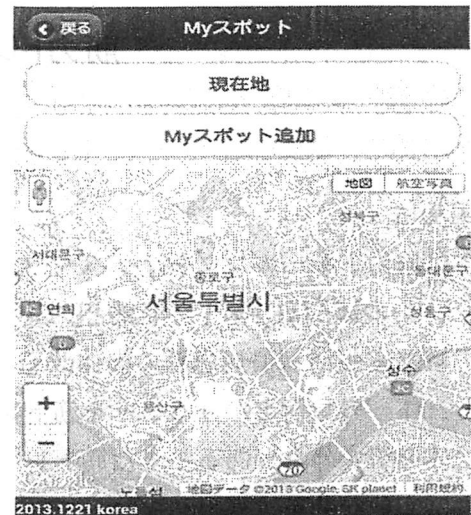 戻る
Myスポット
現在地
Myスポット追加
地図
航空写真
성북구
서대문구
종로구
동대문구
연희
서울특별시
성동구
성수
용산구
+
−
70
Google
地図データ ©2013 Google, SK planet
利用規約
2013.1221 korea